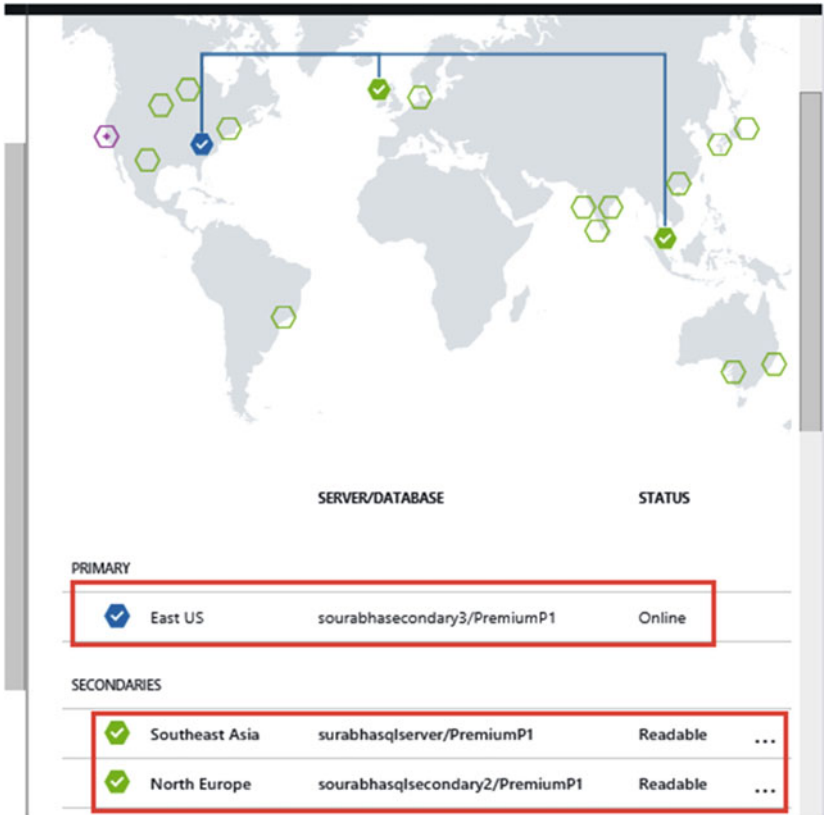 SERVER/DATABASE STATUS
PRIMARY
East US sourabhasecondary3/PremiumP1 Online
SECONDARIES
Southeast Asia surabhasqlserver/PremiumP1 Readable ...
North Europe sourabhasqlsecondary2/PremiumP1 Readable ...